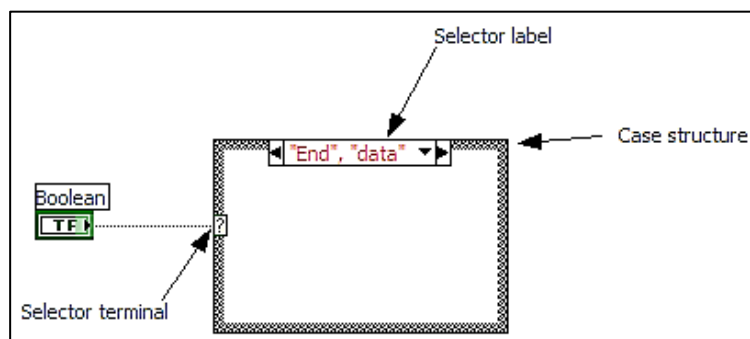 Selector label
"End", "data"
Case structure
Boolean
TF
?
Selector terminal